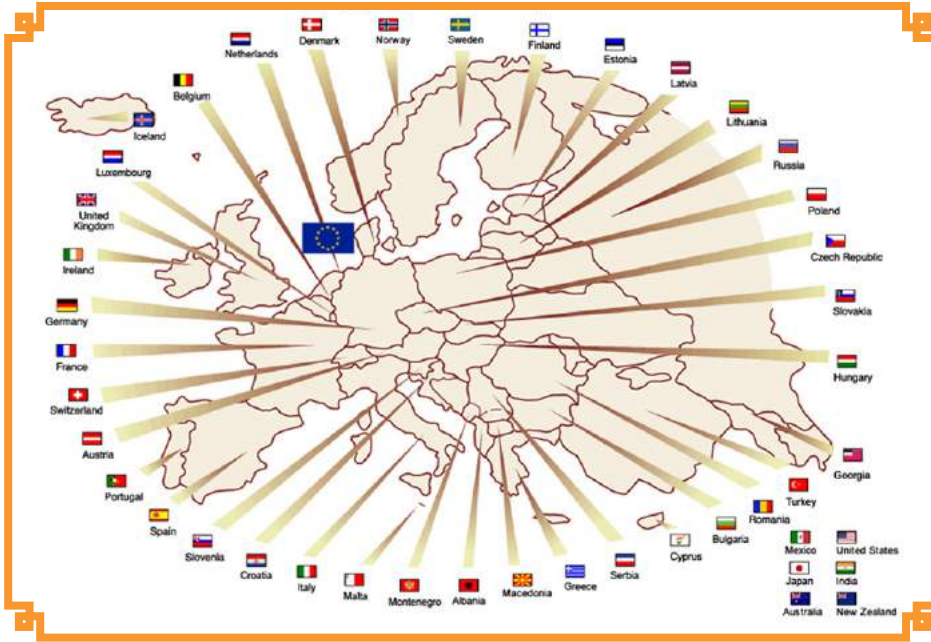 Denmark
Norway
Sweden
Finland
Netherlands
Estonia
Latvia
Belgium
Lithuania
Iceland
Russia
Luxembourg
Poland
United
Kingdom
Czech Republic
Ireland
Slovakia
Germany
France
Hungary
Switzerland
Austria
Georgia
Portugal
Turkey
Spain
Romania
Slovenia
Bulgaria
Croatia
Cyprus
Italy
Malta
Montenegro
Albania
Macedonia
Greece
Serbia
Mexico
United States
Japan
India
Australia
New Zealand